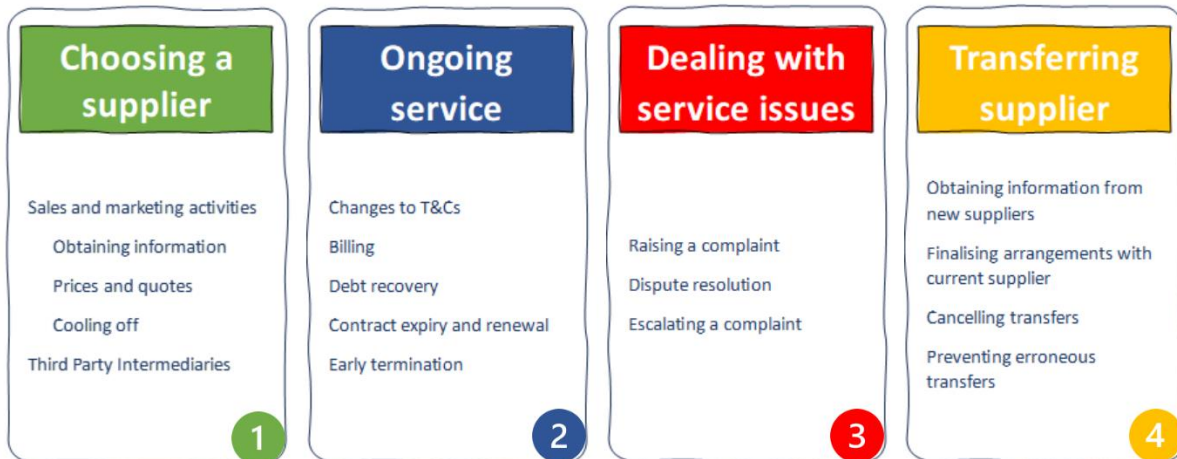 Choosing a
supplier
Sales and marketing activities
Obtaining information
Prices and quotes
Cooling off
Third Party Intermediaries
1
Ongoing
service
Changes to T&Cs
Billing
Debt recovery
Contract expiry and renewal
Early termination
2
Dealing with
service issues
Raising a complaint
Dispute resolution
Escalating a complaint
3
Transferring
supplier
Obtaining information from
new suppliers
Finalising arrangements with
current supplier
Cancelling transfers
Preventing erroneous
transfers
4